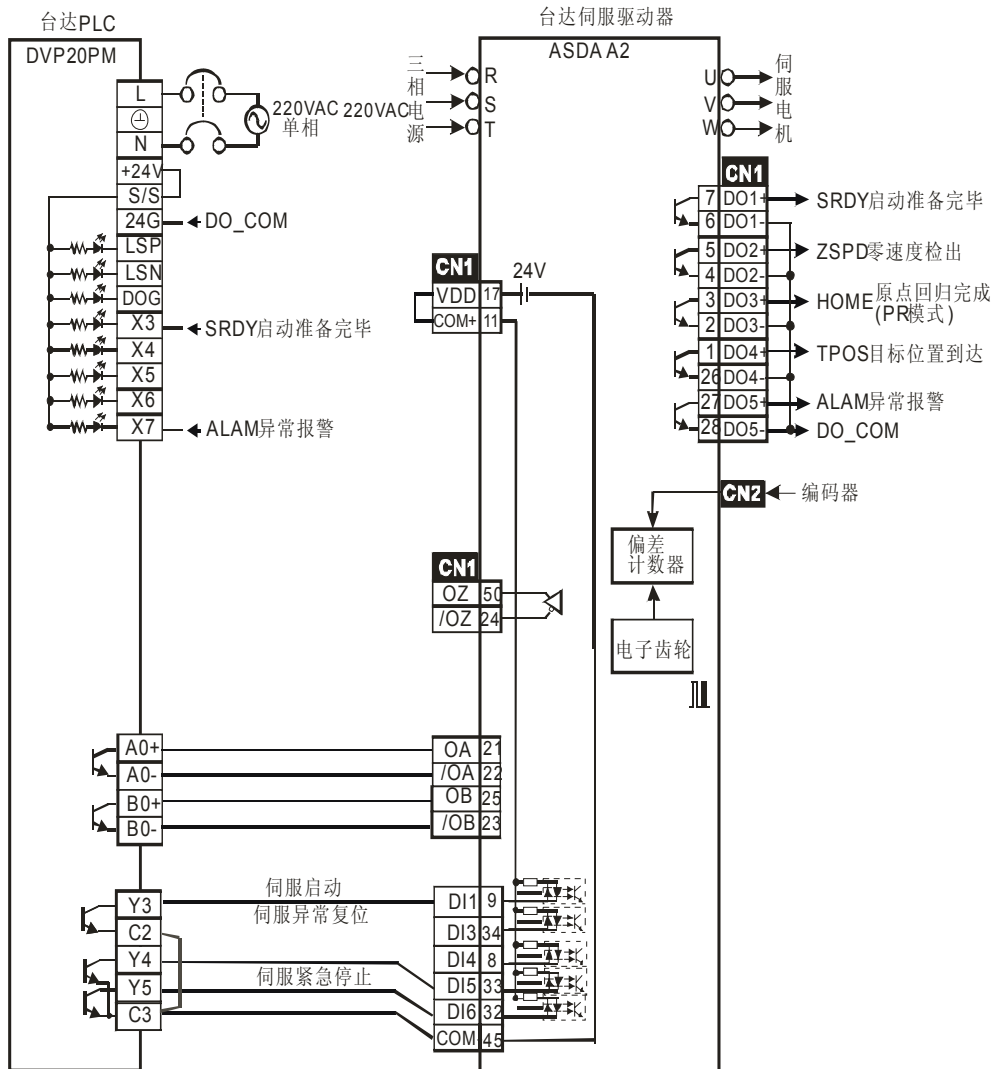 台达PLC
DVP20PM
L
N
+24V
S/S
24G
LSP
LSN
DOG
X3
X4
X5
X6
X7
220VAC
单相
DO_COM
SRDY启动准备完毕
ALAM异常报警
A0+
A0-
B0+
B0-
Y3
C2
Y4
Y5
C3
伺服启动
伺服异常复位
伺服紧急停止
台达伺服驱动器
ASDA A2
220VAC
三相电源
R
S
T
U
V
W
伺服电机
CN1
24V
VDD 17
COM+ 11
CN1
OZ 50
/OZ 24
OA 21
/OA 22
OB 25
/OB 23
DI1 9
DI3 34
DI4 8
DI5 33
DI6 32
COM- 45
CN1
7 DO1+ SRDY启动准备完毕
6 DO1-
5 DO2+ ZSPD零速度检出
4 DO2-
3 DO3+ HOME原点回归完成
(PR模式)
2 DO3-
1 DO4+ TPOS目标位置到达
26 DO4-
27 DO5+ ALAM异常报警
28 DO5- DO_COM
CN2 编码器
偏差
计数器
电子齿轮